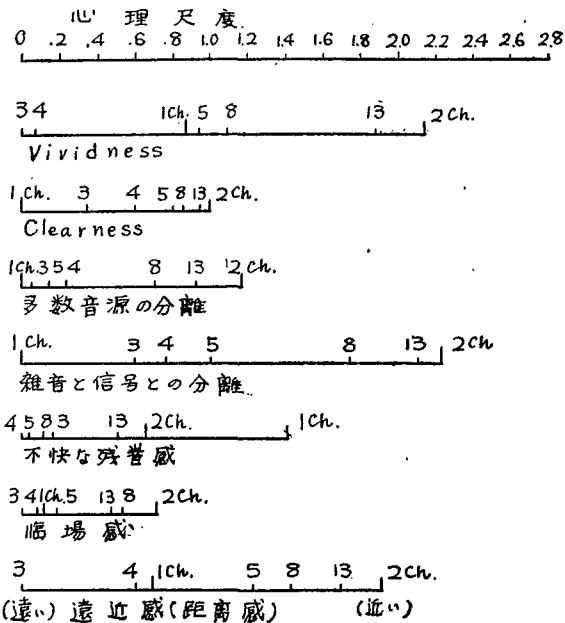 心理尺度
0 .2 .4 .6 .8 1.0 1.2 1.4 1.6 1.8 2.0 2.2 2.4 2.6 2.8
3 4 1Ch. 5 8 13 2Ch.
Vividness
1Ch. 3 4 5 8 13 2Ch.
Clearness
1Ch. 3 5 4 8 13 2Ch.
多数音源の分離
1Ch. 3 4 5 8 13 2Ch
雑音と信号との分離
4 5 8 3 13 2Ch. 1Ch.
不快な残響感
3 4 1Ch. 5 13 8 2Ch.
臨場感
3 4 1Ch. 5 8 13 2Ch.
(遠い) 遠近感(距離感) (近い)